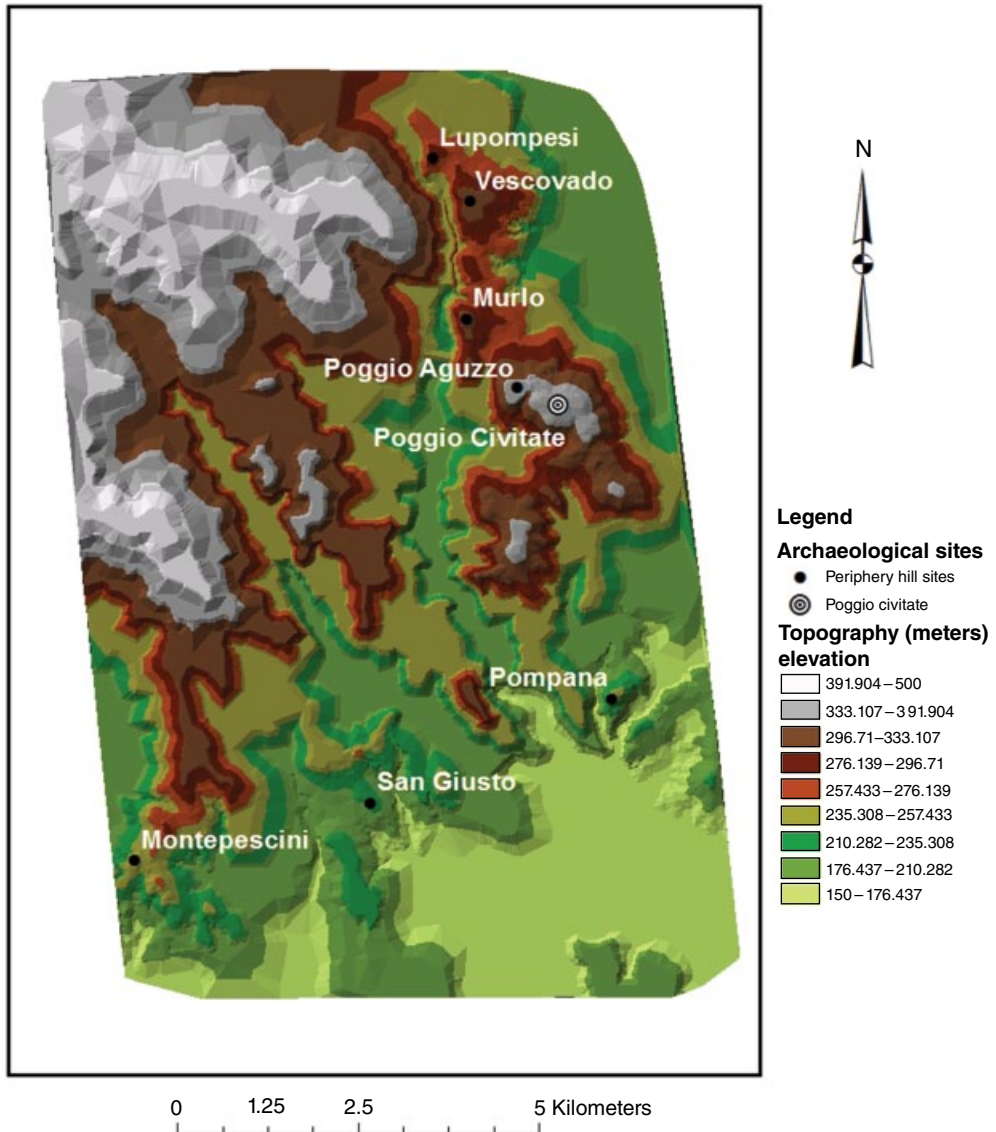 Lupompesi
Vescovado
Murlo
Poggio Aguzzo
Poggio Civitate
Pompana
San Giusto
Montepescini
N
Legend
Archaeological sites
Periphery hill sites
Poggio civitate
Topography (meters)
elevation
391.904–500
333.107–391.904
296.71–333.107
276.139–296.71
257.433–276.139
235.308–257.433
210.282–235.308
176.437–210.282
150–176.437
0 1.25 2.5 5 Kilometers